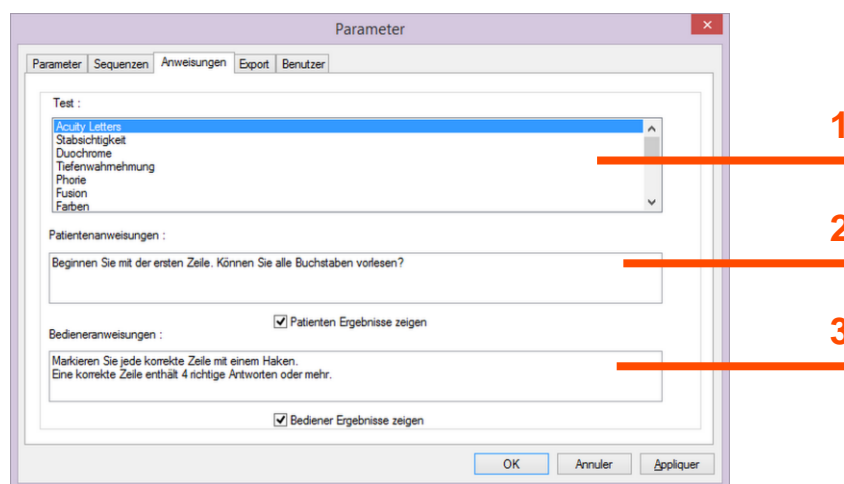 Parameter
Parameter Sequenzen Anweisungen Export Benutzer
Test :
Acuity Letters
Stabsichtigkeit
Duochrome
Tiefenwahrnehmung
Phorie
Fusion
Farben
1
Patientenanweisungen :
2
Beginnen Sie mit der ersten Zeile. Können Sie alle Buchstaben vorlesen?
Patienten Ergebnisse zeigen
3
Bedieneranweisungen :
Markieren Sie jede korrekte Zeile mit einem Haken.
Eine korrekte Zeile enthält 4 richtige Antworten oder mehr.
Bediener Ergebnisse zeigen
OK Annuler Appliquer